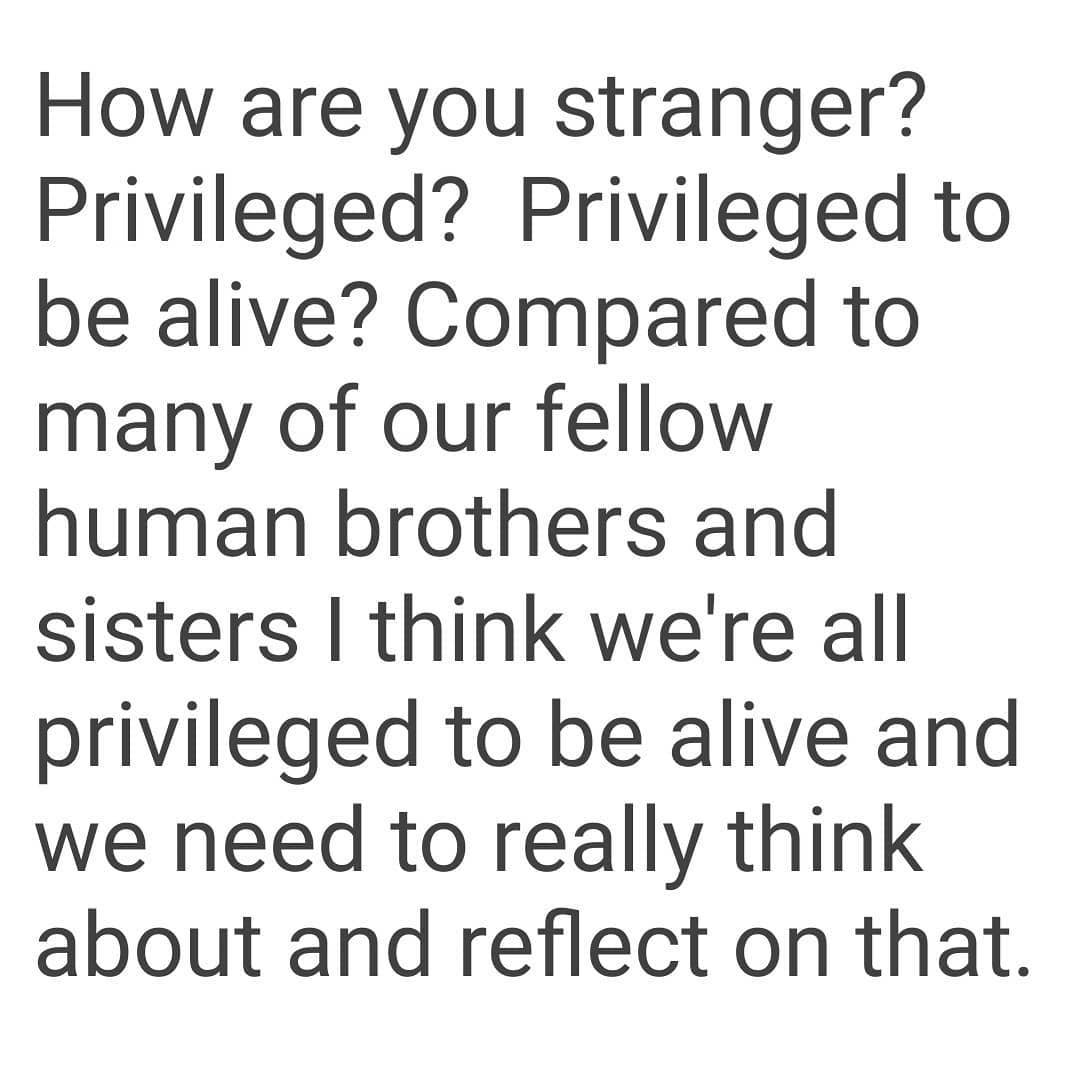 How are you stranger?
Privileged?  Privileged to
be alive? Compared to
many of our fellow
human brothers and
sisters I think we're all
privileged to be alive and
we need to really think
about and reflect on that.